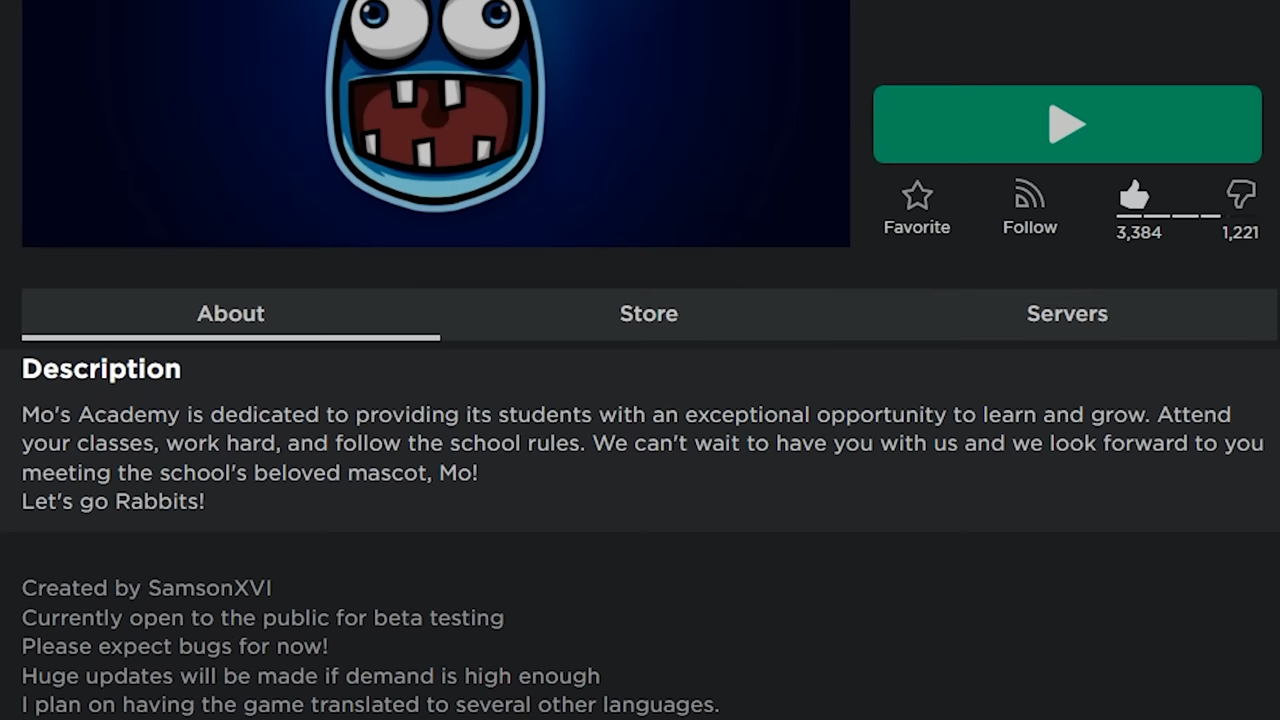 Favorite
Follow
3,384
1,221
About
Store
Servers
Description
Mo's Academy is dedicated to providing its students with an exceptional opportunity to learn and grow. Attend
your classes, work hard, and follow the school rules. We can't wait to have you with us and we look forward to you
meeting the school's beloved mascot, Mo!
Let's go Rabbits!
Created by SamsonXVI
Currently open to the public for beta testing
Please expect bugs for now!
Huge updates will be made if demand is high enough
I plan on having the game translated to several other languages.